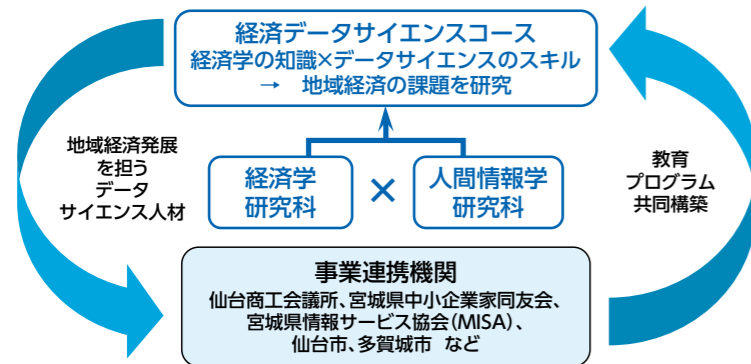 経済データサイエンスコース
経済学の知識×データサイエンスのスキル
→ 地域経済の課題を研究
地域経済発展
を担う
データ
サイエンス人材
経済学
研究科
×
人間情報学
研究科
教育
プログラム
共同構築
事業連携機関
仙台商工会議所、宮城県中小企業家同友会、
宮城県情報サービス協会(MISA)、
仙台市、多賀城市 など